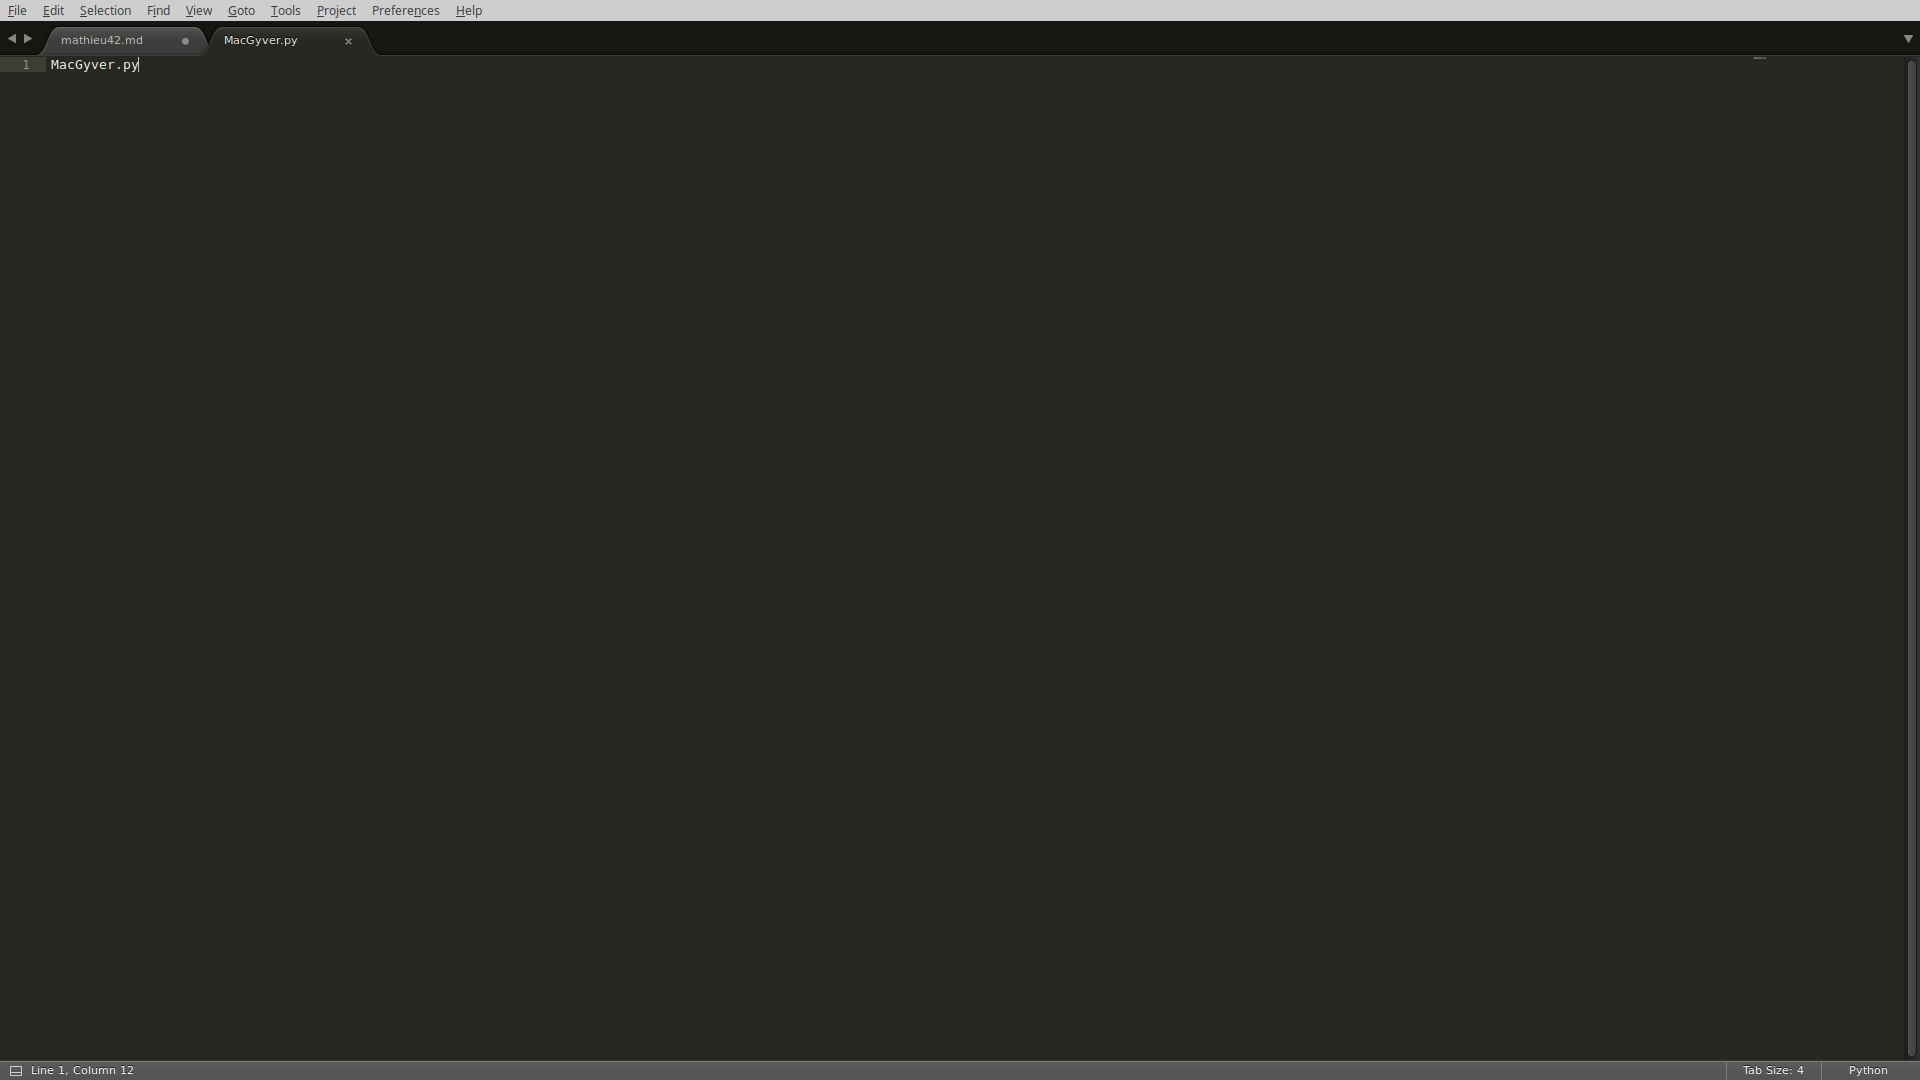 File Edit Selection Find View Goto Tools Project Preferences Help
mathieu42.md MacGyver.py
1 MacGyver.py
Line 1, Column 12 Tab Size: 4 Python